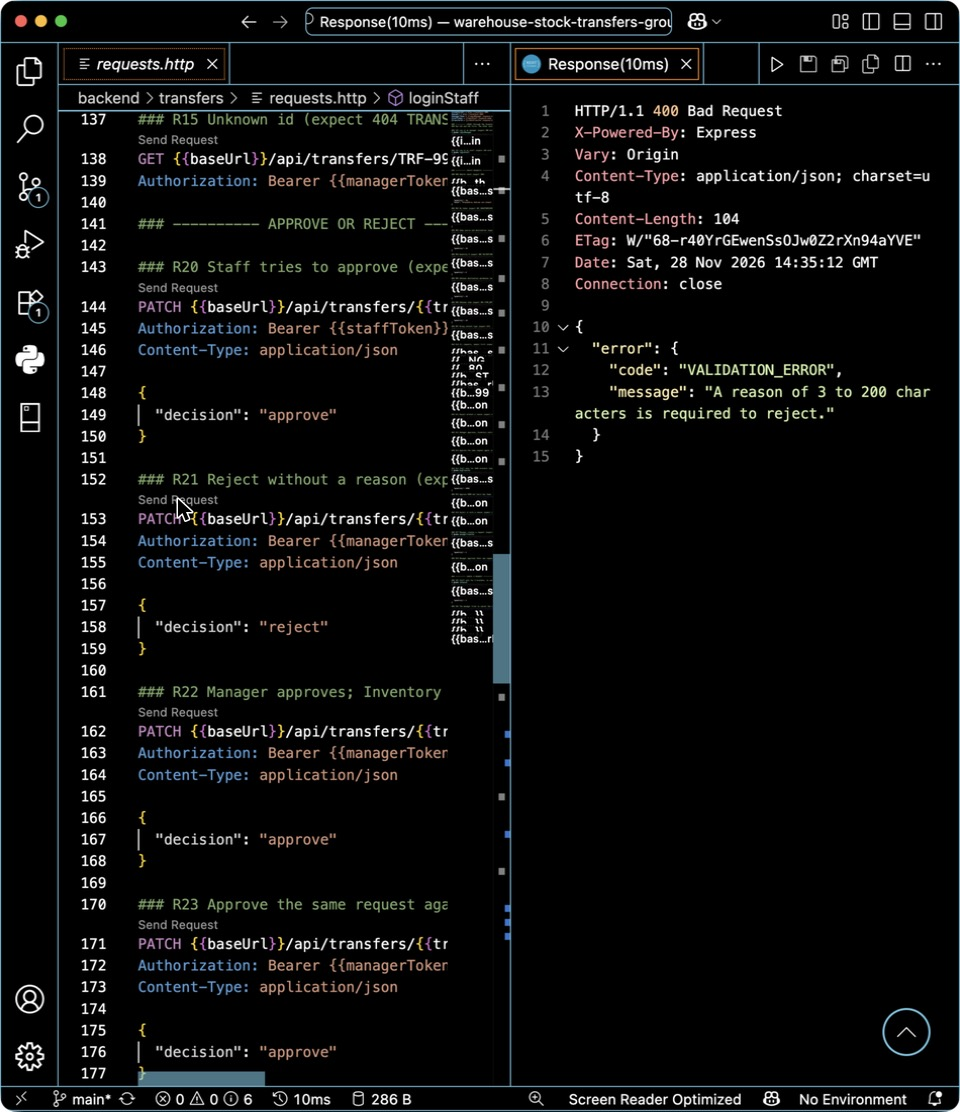 Response(10ms) — warehouse-stock-transfers-grou
requests.http
Response(10ms)
backend > transfers > requests.http > loginStaff
137 ### R15 Unknown id (expect 404 TRANS
Send Request
138 GET {{baseUrl}}/api/transfers/TRF-99
139 Authorization: Bearer {{managerToken
140
141 ### ---------- APPROVE OR REJECT ---
142
143 ### R20 Staff tries to approve (expe
Send Request
144 PATCH {{baseUrl}}/api/transfers/{{tr
145 Authorization: Bearer {{staffToken}}
146 Content-Type: application/json
147
148 {
149 "decision": "approve"
150 }
151
152 ### R21 Reject without a reason (exp
Send Request
153 PATCH {{baseUrl}}/api/transfers/{{tr
154 Authorization: Bearer {{managerToken
155 Content-Type: application/json
156
157 {
158 "decision": "reject"
159 }
160
161 ### R22 Manager approves; Inventory
Send Request
162 PATCH {{baseUrl}}/api/transfers/{{tr
163 Authorization: Bearer {{managerToken
164 Content-Type: application/json
165
166 {
167 "decision": "approve"
168 }
169
170 ### R23 Approve the same request aga
Send Request
171 PATCH {{baseUrl}}/api/transfers/{{tr
172 Authorization: Bearer {{managerToken
173 Content-Type: application/json
174
175 {
176 "decision": "approve"
177 }
1 HTTP/1.1 400 Bad Request
2 X-Powered-By: Express
3 Vary: Origin
4 Content-Type: application/json; charset=u
tf-8
5 Content-Length: 104
6 ETag: W/"68-r40YrGEwenSsOJw0Z2rXn94aYVE"
7 Date: Sat, 28 Nov 2026 14:35:12 GMT
8 Connection: close
9
10 {
11 "error": {
12 "code": "VALIDATION_ERROR",
13 "message": "A reason of 3 to 200 char
acters is required to reject."
14 }
15 }
1
1
main* 0 0 6 10ms 286 B Screen Reader Optimized No Environment